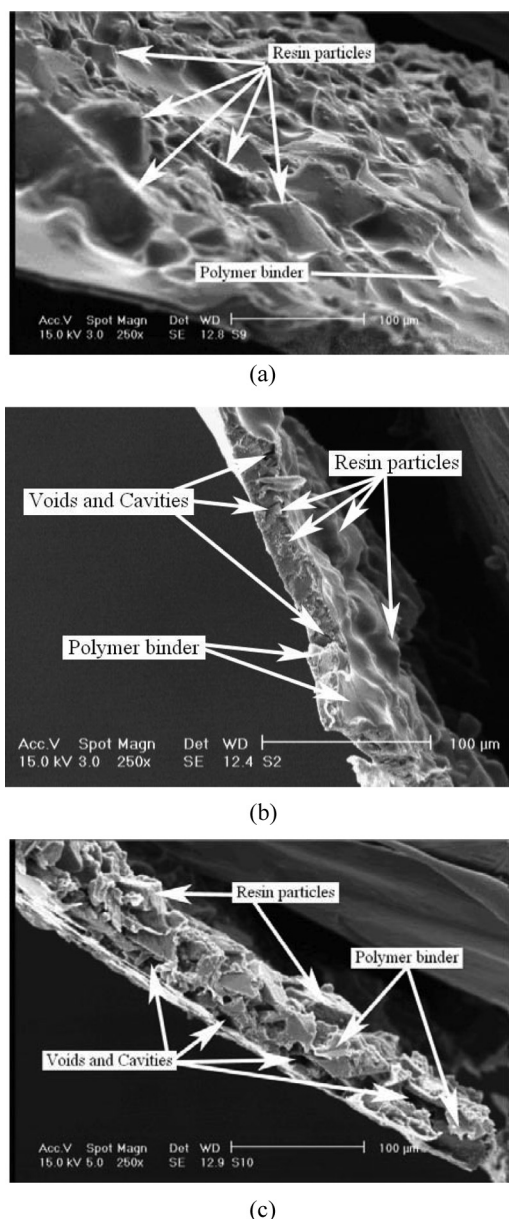 Resin particles
Polymer binder
Acc.V Spot Magn Det WD 100 µm
15.0 kV 3.0 250x SE 12.8 S9
(a)
Resin particles
Voids and Cavities
Polymer binder
Acc.V Spot Magn Det WD 100 µm
15.0 kV 3.0 250x SE 12.4 S2
(b)
Resin particles
Polymer binder
Voids and Cavities
Acc.V Spot Magn Det WD 100 µm
15.0 kV 5.0 250x SE 12.9 S10
(c)